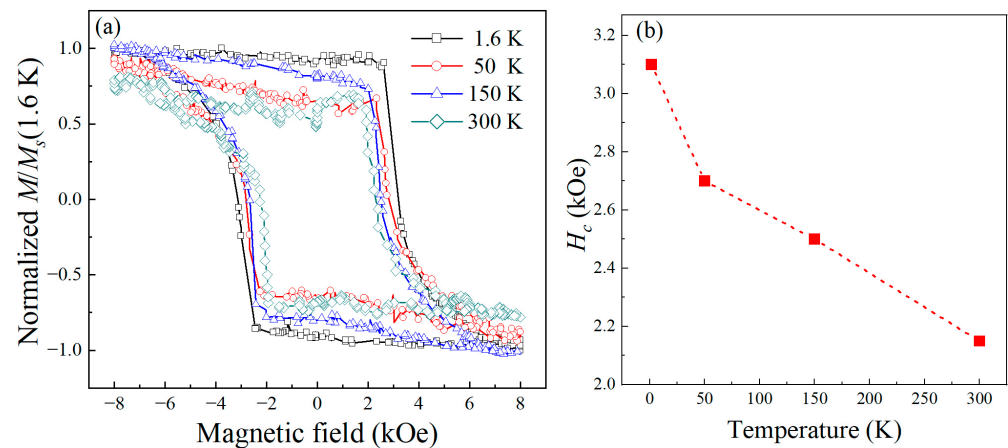 (a)
1.6 K
50 K
150 K
300 K
1.0
0.5
0.0
−0.5
−1.0
Normalized M/Ms(1.6 K)
−8 −6 −4 −2 0 2 4 6 8
Magnetic field (kOe)
(b)
3.2
3.0
2.8
2.6
2.4
2.2
2.0
Hc (kOe)
0 50 100 150 200 250 300
Temperature (K)